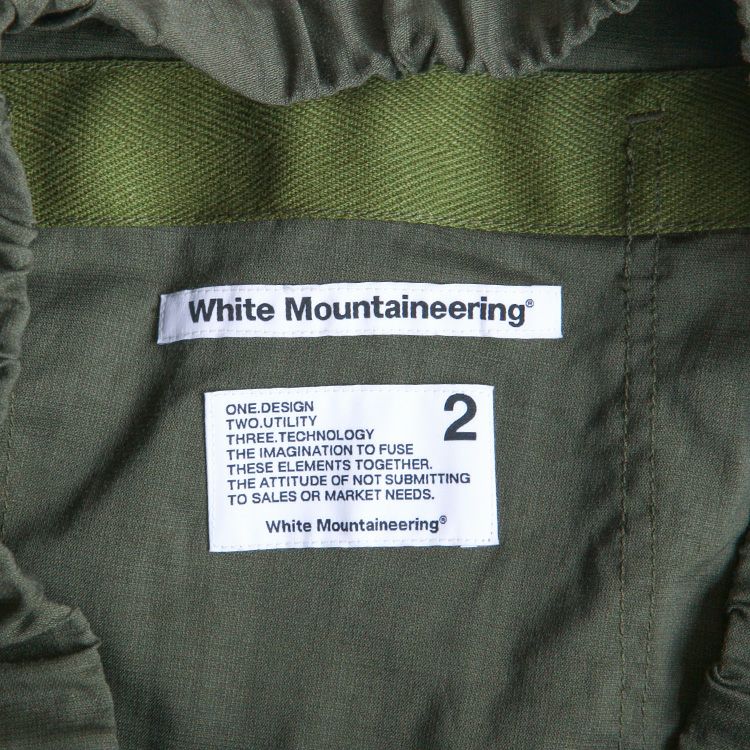 White Mountaineering®
ONE.DESIGN
2
TWO.UTILITY
THREE.TECHNOLOGY
THE IMAGINATION TO FUSE
THESE ELEMENTS TOGETHER.
THE ATTITUDE OF NOT SUBMITTING
TO SALES OR MARKET NEEDS.
White Mountaineering®